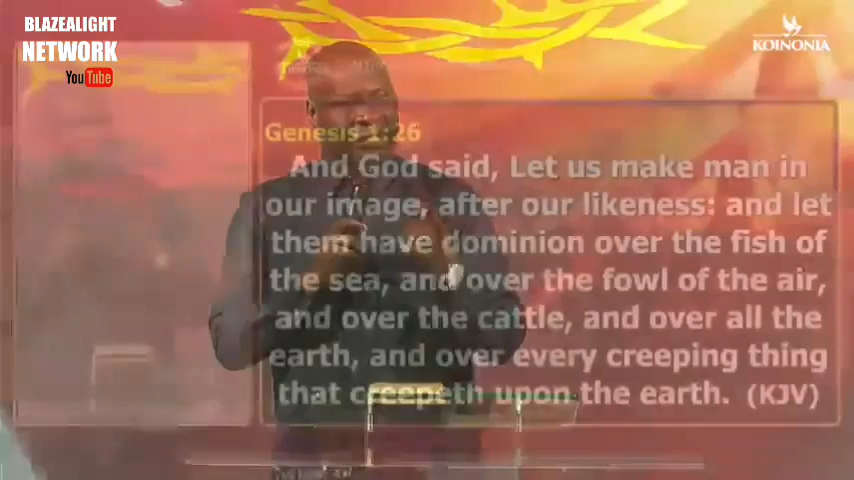 BLAZEALIGHT
NETWORK
YouTube
KOINONIA
Genesis 1:26
And God said, Let us make man in
our image, after our likeness: and let
them have dominion over the fish of
the sea, and over the fowl of the air,
and over the cattle, and over all the
earth, and over every creeping thing
that creepeth upon the earth. (KJV)